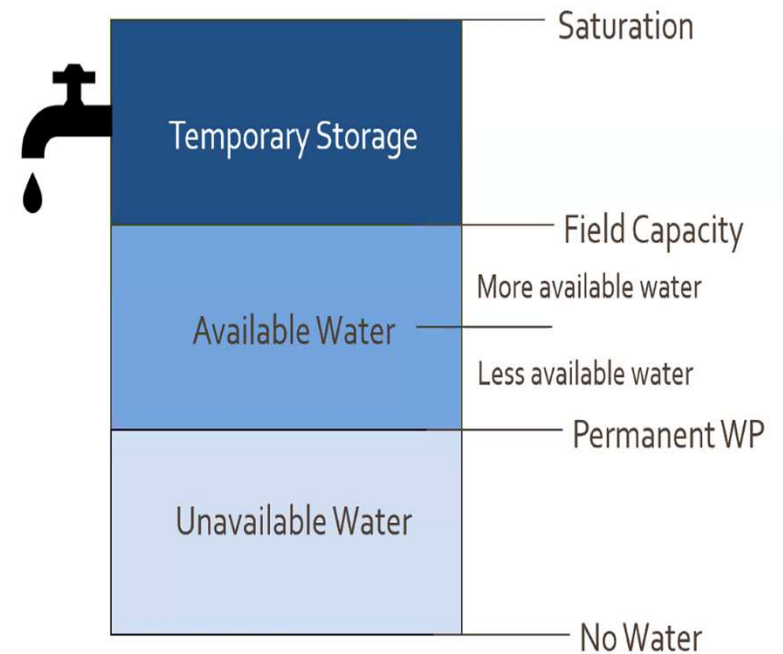 Saturation
Temporary Storage
Field Capacity
More available water
Available Water
Less available water
Permanent WP
Unavailable Water
No Water